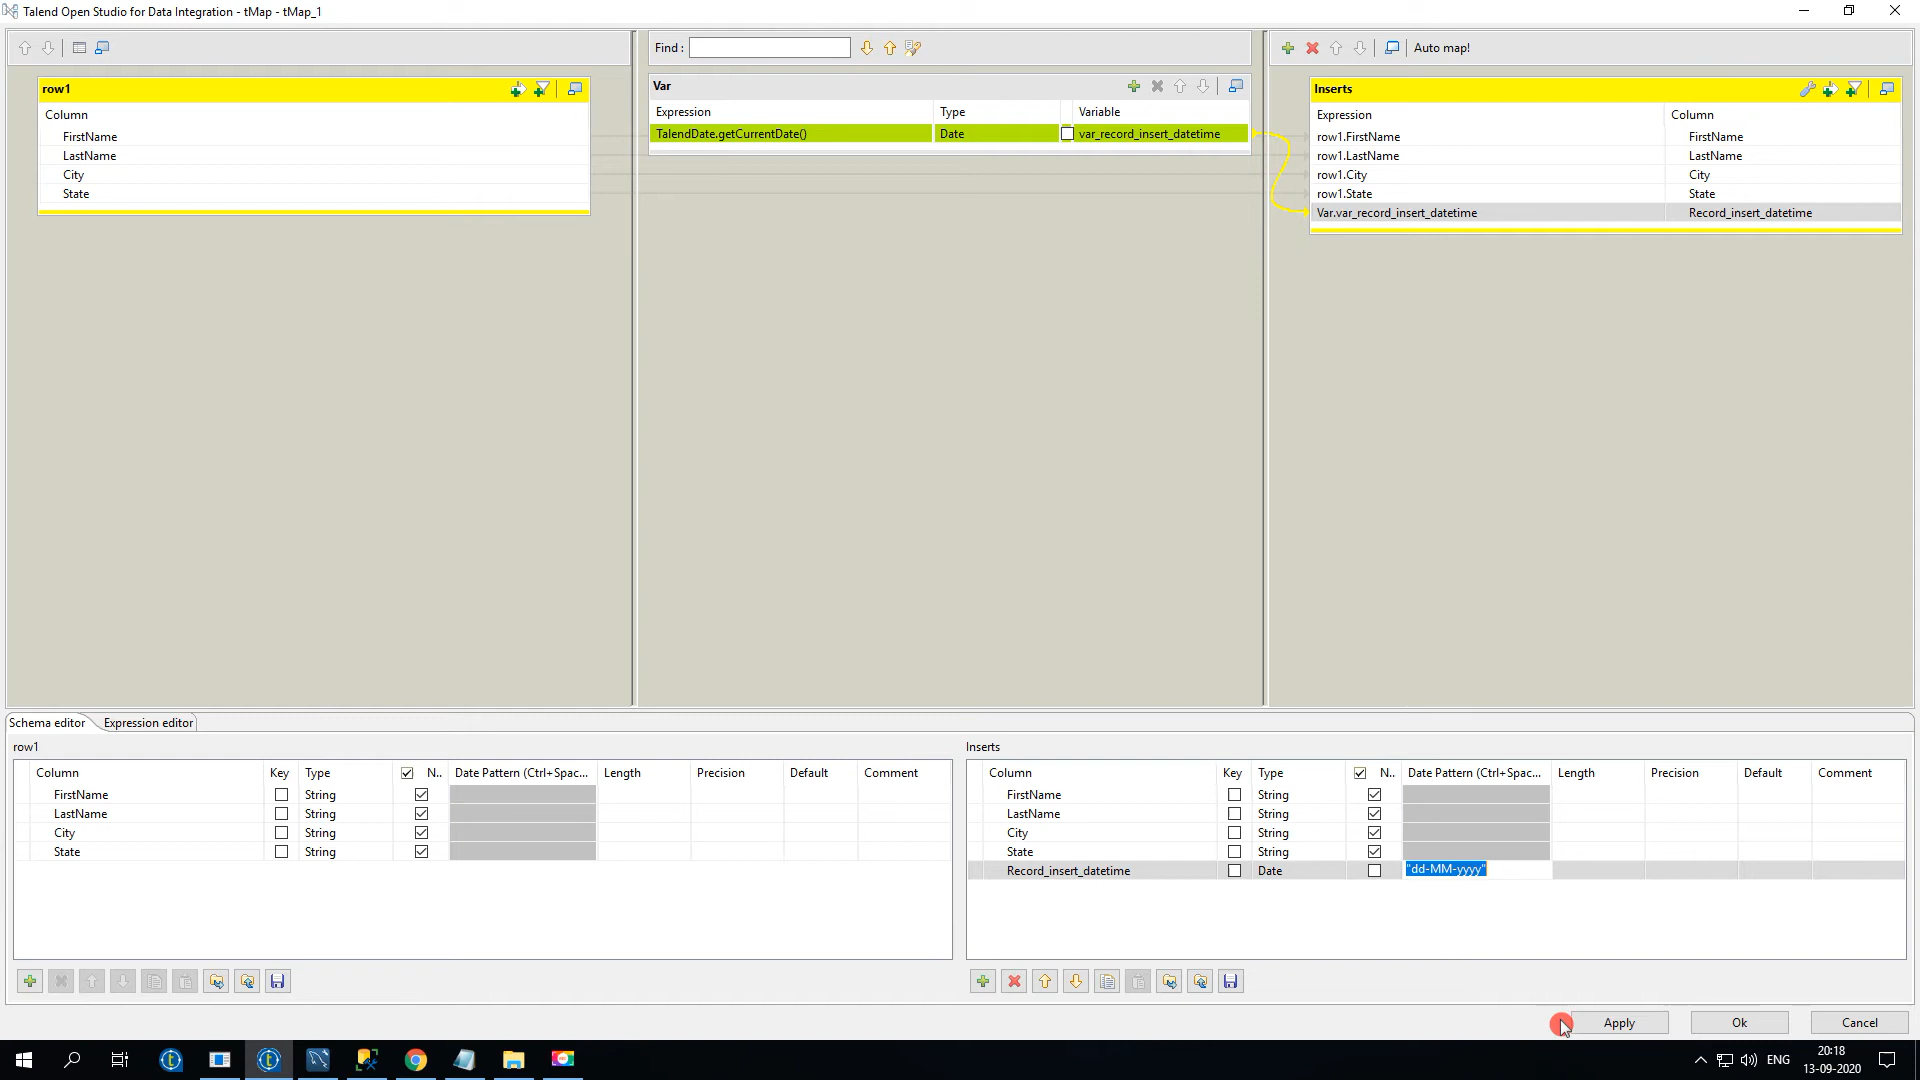 Talend Open Studio for Data Integration - tMap - tMap_1
Find :
Auto map!
row1
Column
FirstName
LastName
City
State
Var
Expression Type Variable
TalendDate.getCurrentDate() Date var_record_insert_datetime
Inserts
Expression Column
row1.FirstName FirstName
row1.LastName LastName
row1.City City
row1.State State
Var.var_record_insert_datetime Record_insert_datetime
Schema editor Expression editor
row1
Column Key Type N.. Date Pattern (Ctrl+Spac... Length Precision Default Comment
FirstName String
LastName String
City String
State String
Inserts
Column Key Type N.. Date Pattern (Ctrl+Spac... Length Precision Default Comment
FirstName String
LastName String
City String
State String
Record_insert_datetime Date "dd-MM-yyyy"
Apply Ok Cancel
ENG
20:18
13-09-2020